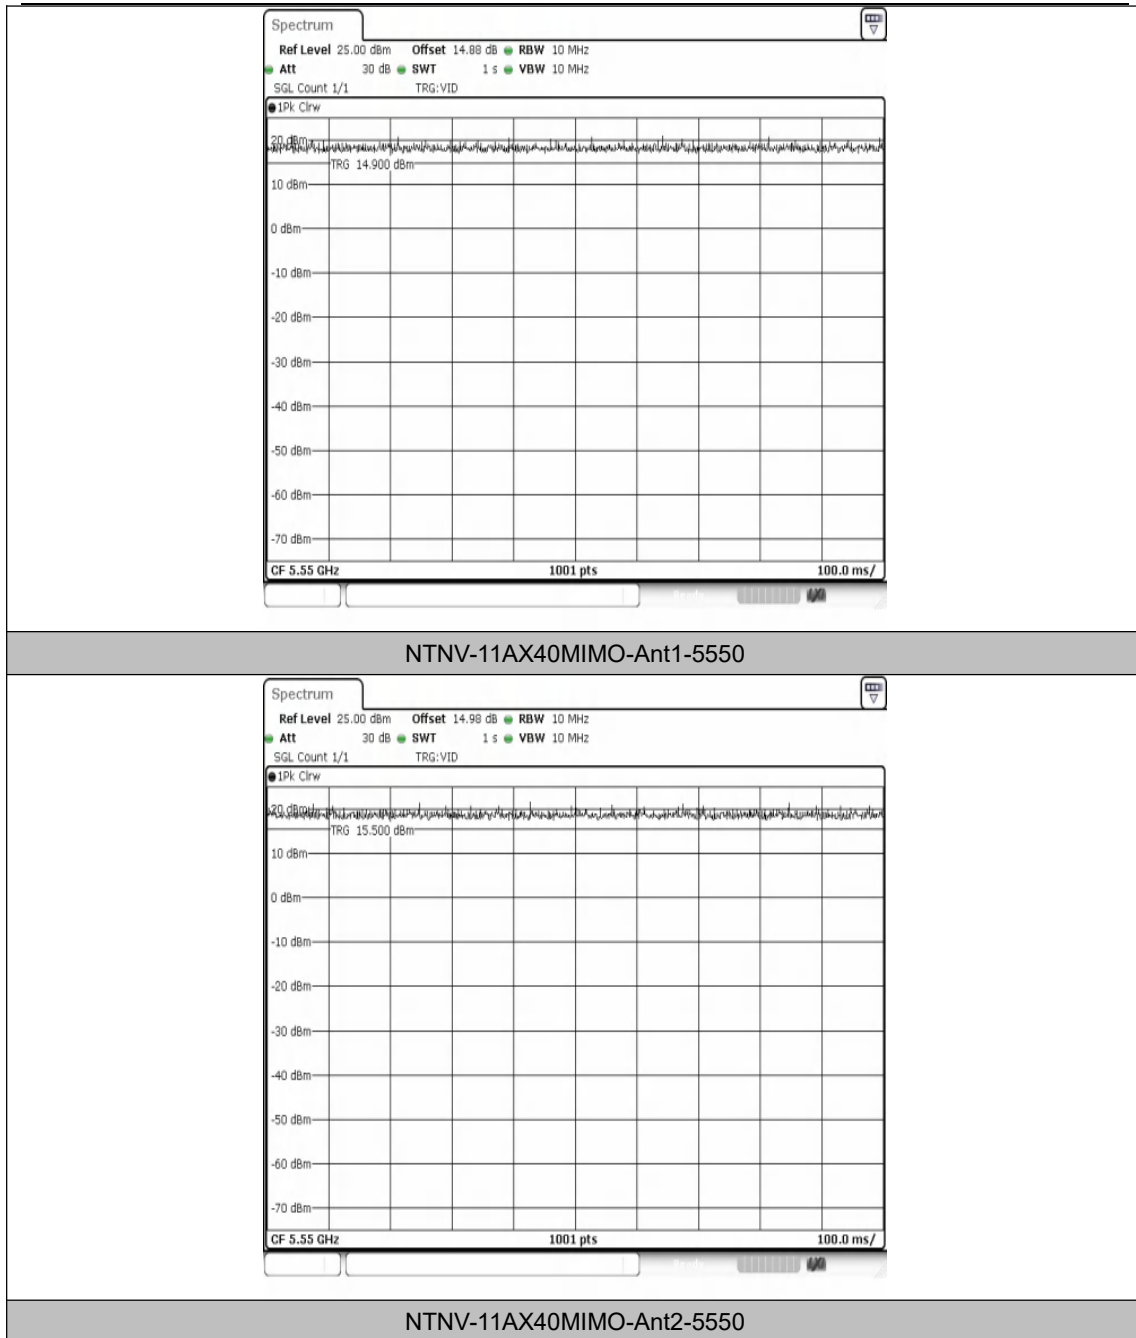 Spectrum
Ref Level 25.00 dBm Offset 14.88 dB RBW 10 MHz
Att 30 dB SWT 1 s VBW 10 MHz
SGL Count 1/1 TRG:VID
1Pk Clrw
20 dBm
TRG 14.900 dBm
10 dBm
0 dBm
-10 dBm
-20 dBm
-30 dBm
-40 dBm
-50 dBm
-60 dBm
-70 dBm
CF 5.55 GHz 1001 pts 100.0 ms/
NTNV-11AX40MIMO-Ant1-5550
Spectrum
Ref Level 25.00 dBm Offset 14.98 dB RBW 10 MHz
Att 30 dB SWT 1 s VBW 10 MHz
SGL Count 1/1 TRG:VID
1Pk Clrw
20 dBm
TRG 15.500 dBm
10 dBm
0 dBm
-10 dBm
-20 dBm
-30 dBm
-40 dBm
-50 dBm
-60 dBm
-70 dBm
CF 5.55 GHz 1001 pts 100.0 ms/
NTNV-11AX40MIMO-Ant2-5550